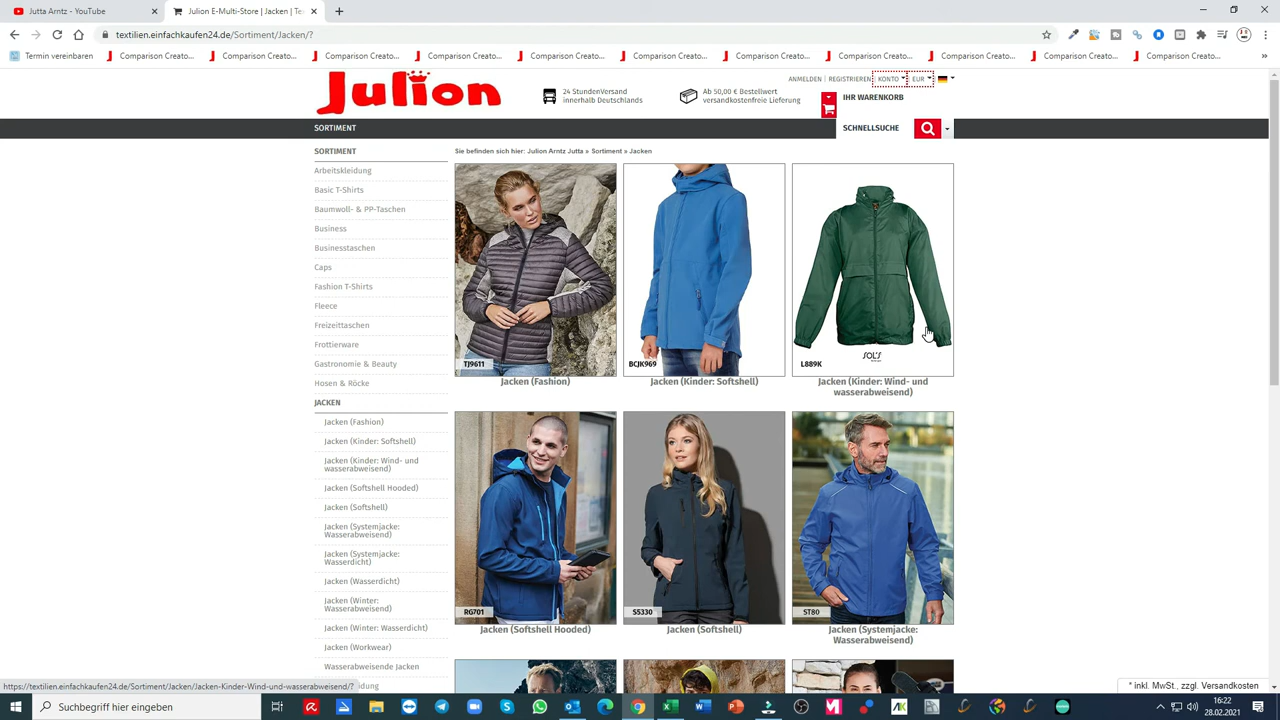 Jutta Arntz - YouTube
Julion Arntz Jutta - N-Store | Jacken | Te
textilien.einfachkaufen24.de/Sortiment/Jacken/?
Termin vereinbaren
Comparison Creato...
Comparison Creato...
Comparison Creato...
Comparison Creato...
Comparison Creato...
Comparison Creato...
Comparison Creato...
Comparison Creato...
Comparison Creato...
Comparison Creato...
Comparison Creato...
Julion
24 StundenVersand
innerhalb Deutschlands
Ab 50,00 € Bestellwert
versandkostenfreie Lieferung
ANMELDEN | REGISTRIEREN
KONTO
EUR
IHR WARENKORB
SORTIMENT
SCHNELLSUCHE
SORTIMENT
Arbeitskleidung
Basic T-Shirts
Baumwoll- & PP-Taschen
Business
Businesstaschen
Caps
Fashion T-Shirts
Fleece
Freizeittaschen
Frottierware
Gastronomie & Beauty
Hosen & Röcke
JACKEN
Jacken (Fashion)
Jacken (Kinder: Softshell)
Jacken (Kinder: Wind- und
wasserabweisend)
Jacken (Softshell Hooded)
Jacken (Softshell)
Jacken (Systemjacke:
Wasserabweisend)
Jacken (Systemjacke:
Wasserdicht)
Jacken (Wasserdicht)
Jacken (Winter:
Wasserabweisend)
Jacken (Winter: Wasserdicht)
Jacken (Workwear)
Wasserabweisende Jacken
idung
Sie befinden sich hier: Julion Arntz Jutta » Sortiment » Jacken
TJ9611
Jacken (Fashion)
BCJK969
Jacken (Kinder: Softshell)
SOL'S
L889K
Jacken (Kinder: Wind- und
wasserabweisend)
RG701
Jacken (Softshell Hooded)
S5330
Jacken (Softshell)
ST80
Jacken (Systemjacke:
Wasserabweisend)
https://textilien.einfachkaufen24.de/Sortiment/Jacken/Jacken-Kinder-Wind-und-wasserabweisend/?
* inkl. MwSt., zzgl. Versandkosten
Suchbegriff hier eingeben
16:22
28.02.2021